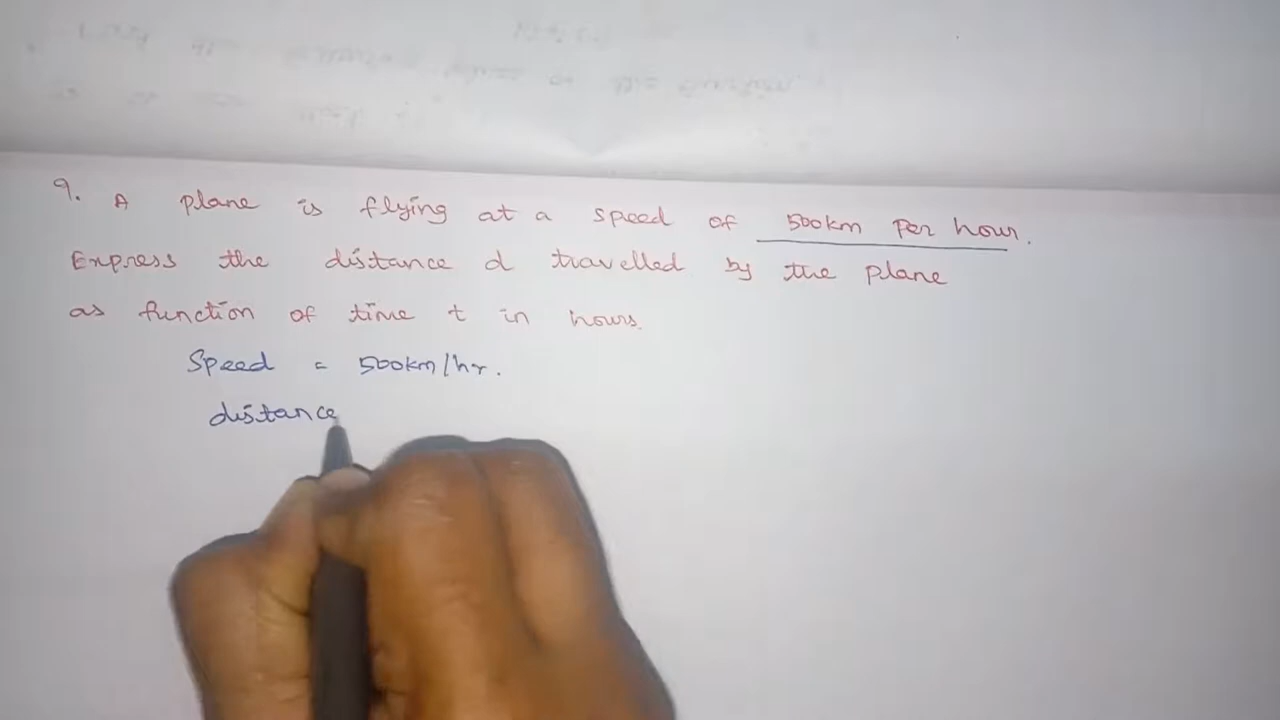 9. A plane is flying at a speed of 500km per hour.
Express the distance d travelled by the plane
as function of time t in hours.
Speed = 500km/hr.
distance